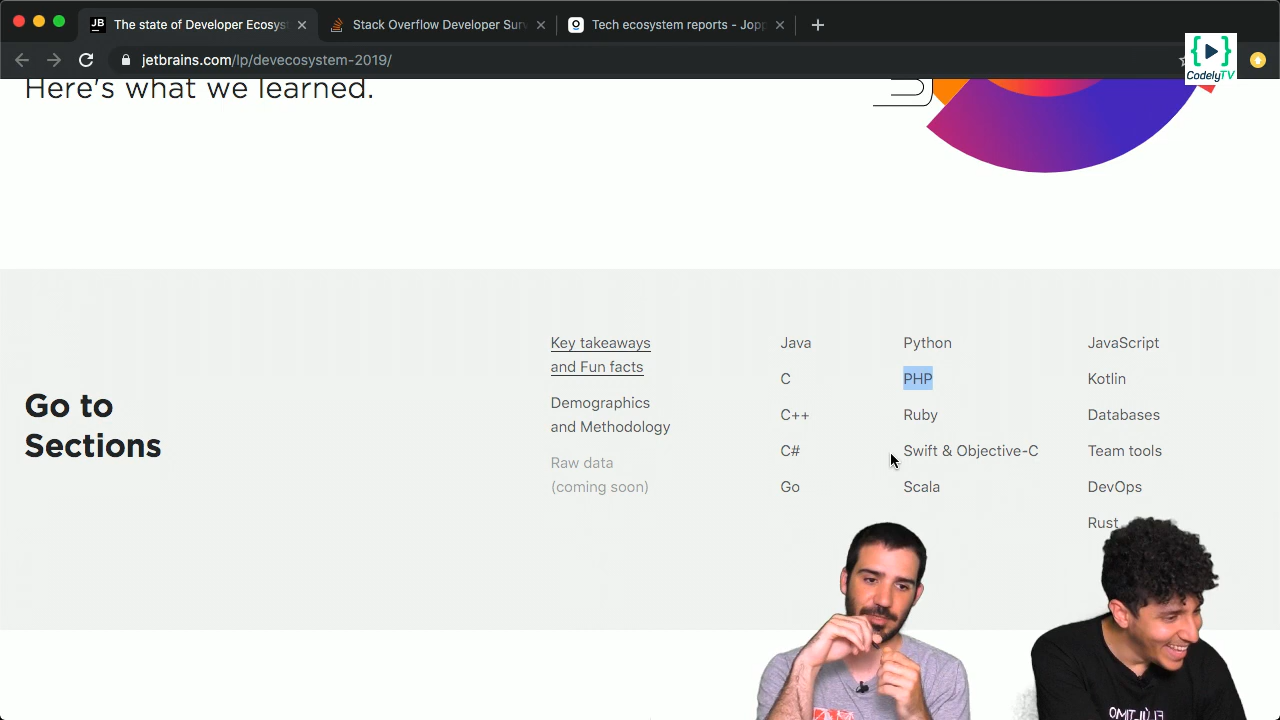 The state of Developer Ecosys
Stack Overflow Developer Surv
Tech ecosystem reports - Jopp
jetbrains.com/lp/devecosystem-2019/
CodelyTV
Here's what we learned.
Go to
Sections
Key takeaways
and Fun facts
Demographics
and Methodology
Raw data
(coming soon)
Java
C
C++
C#
Go
Python
PHP
Ruby
Swift & Objective-C
Scala
JavaScript
Kotlin
Databases
Team tools
DevOps
Rust